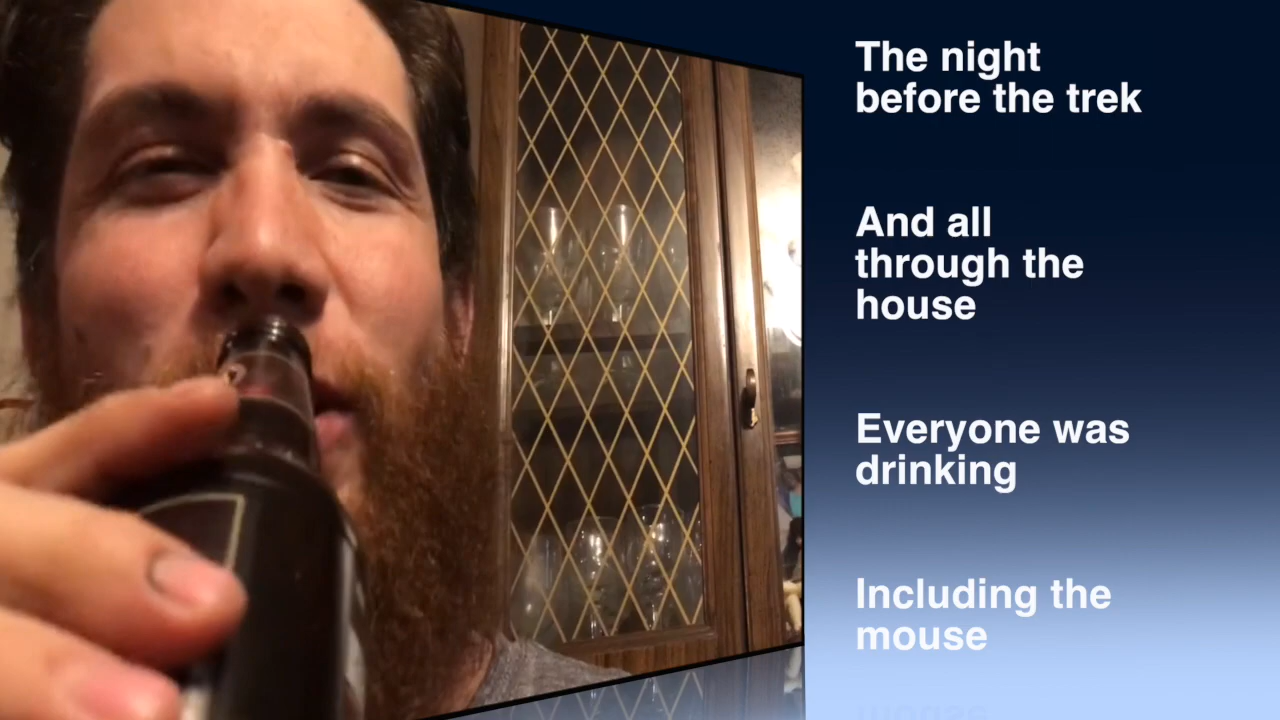 The night
before the trek
And all
through the
house
Everyone was
drinking
Including the
mouse